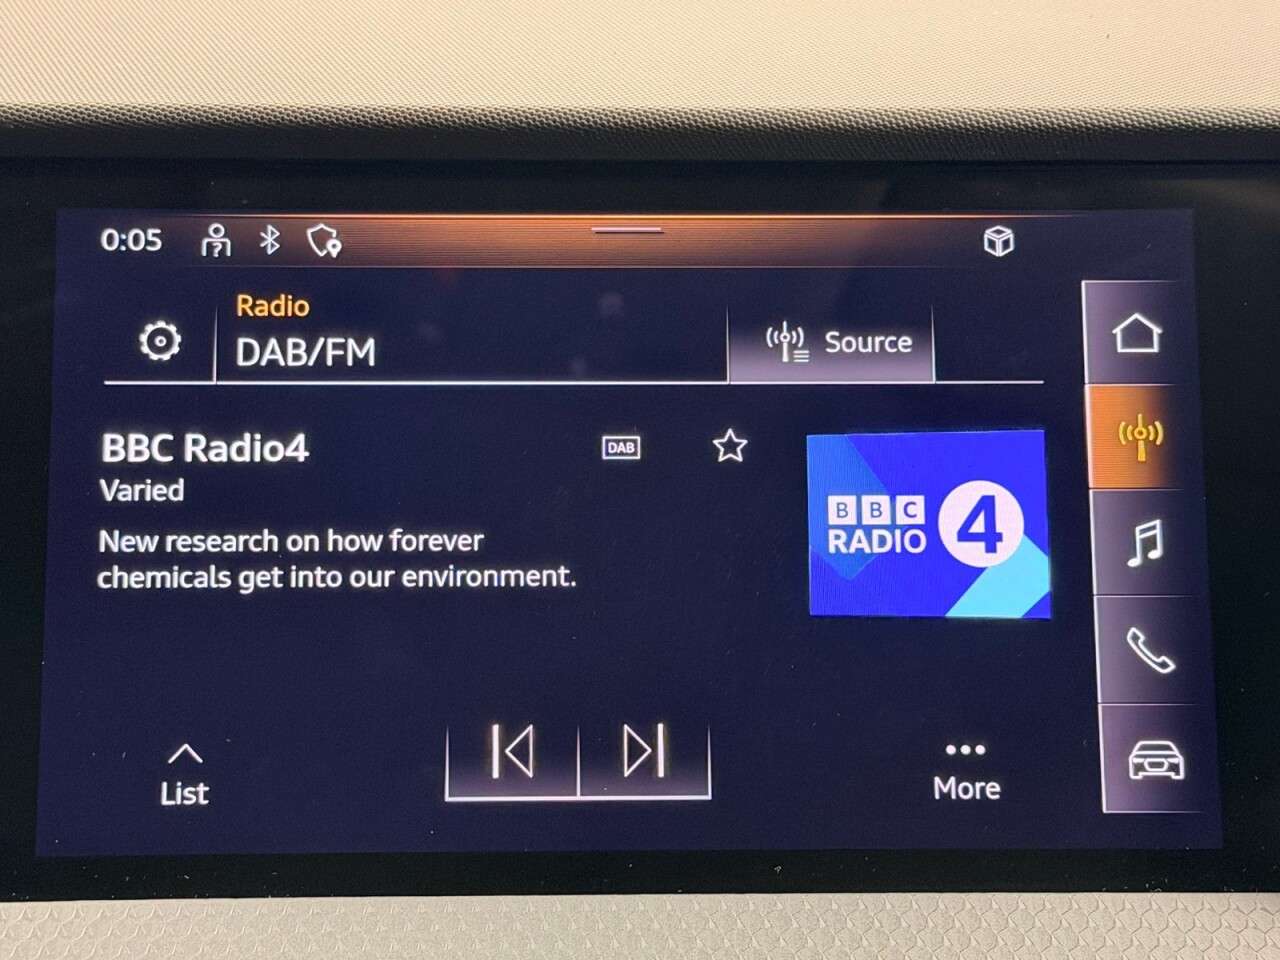 0:05
Radio
DAB/FM
Source
BBC Radio4
DAB
Varied
New research on how forever
chemicals get into our environment.
BBC
RADIO 4
List
More